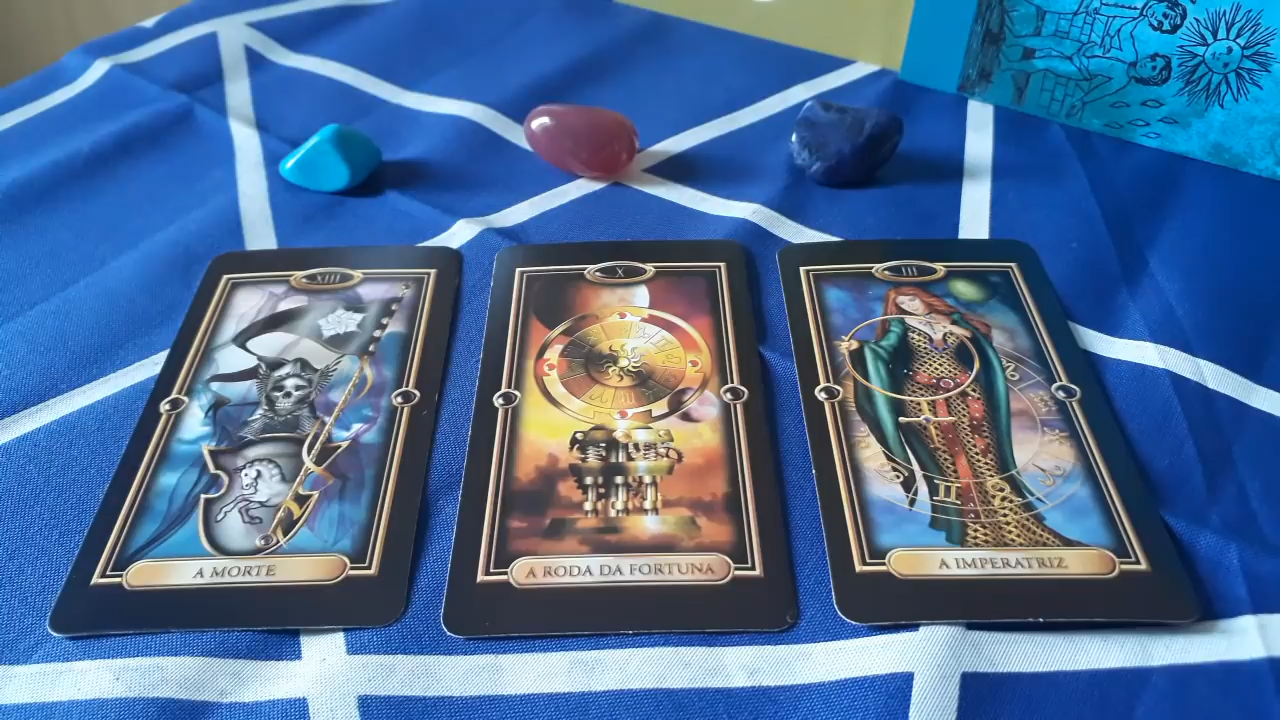 XIII
X
III
A MORTE
A RODA DA FORTUNA
A IMPERATRIZ